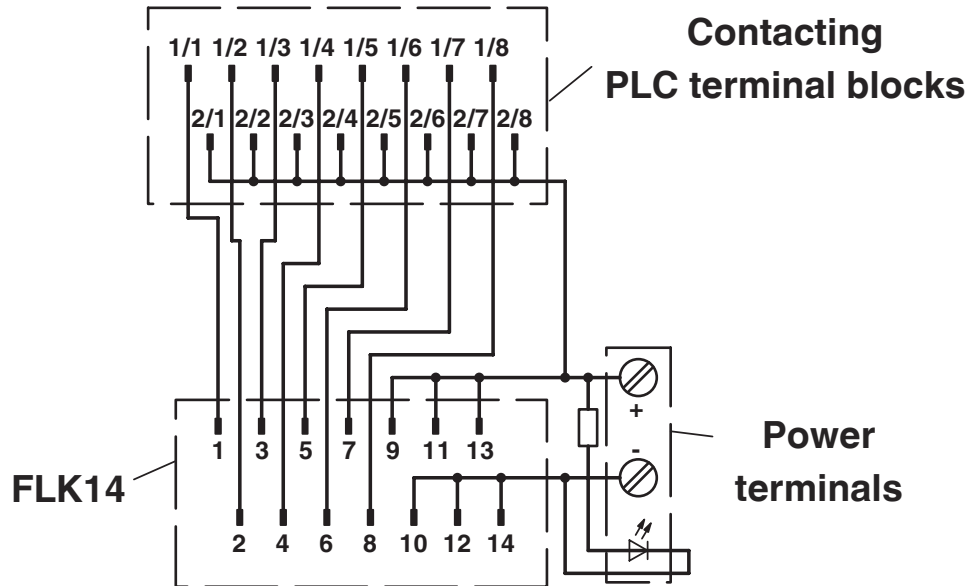 1/1 1/2 1/3 1/4 1/5 1/6 1/7 1/8
Contacting
PLC terminal blocks
2/1 2/2 2/3 2/4 2/5 2/6 2/7 2/8
+
1 3 5 7 9 11 13
-
Power
terminals
FLK14
2 4 6 8 10 12 14